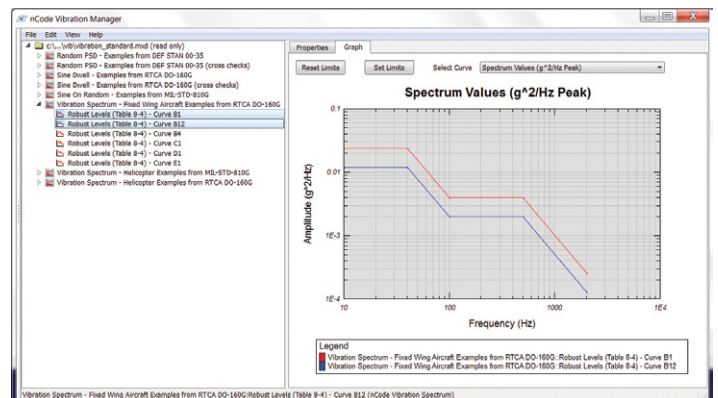 nCode Vibration Manager
File Edit View Help
c:\...\vib\vibration_standard.mxd (read only)
Random PSD - Examples from DEF STAN 00-35
Random PSD - Examples from DEF STAN 00-35 (cross checks)
Sine Dwell - Examples from RTCA DO-160G
Sine Dwell - Examples from RTCA DO-160G (cross checks)
Sine On Random - Examples from MIL-STD-810G
Vibration Spectrum - Fixed Wing Aircraft Examples from RTCA DO-160G
Robust Levels (Table 8-4) - Curve B1
Robust Levels (Table 8-4) - Curve B12
Robust Levels (Table 8-4) - Curve B4
Robust Levels (Table 8-4) - Curve C1
Robust Levels (Table 8-4) - Curve D1
Robust Levels (Table 8-4) - Curve E1
Vibration Spectrum - Helicopter Examples from MIL-STD-810G
Vibration Spectrum - Helicopter Examples from RTCA DO-160G
Properties Graph
Reset Limits Set Limits Select Curve Spectrum Values (g^2/Hz Peak)
Spectrum Values (g^2/Hz Peak)
Amplitude (g^2/Hz)
0.1
0.01
1E-3
1E-4
10 100 1000 1E4
Frequency (Hz)
Legend
Vibration Spectrum - Fixed Wing Aircraft Examples from RTCA DO-160G::Robust Levels (Table 8-4) - Curve B1
Vibration Spectrum - Fixed Wing Aircraft Examples from RTCA DO-160G::Robust Levels (Table 8-4) - Curve B12
Vibration Spectrum - Fixed Wing Aircraft Examples from RTCA DO-160G:Robust Levels (Table 8-4) - Curve B12 (nCode Vibration Spectrum)